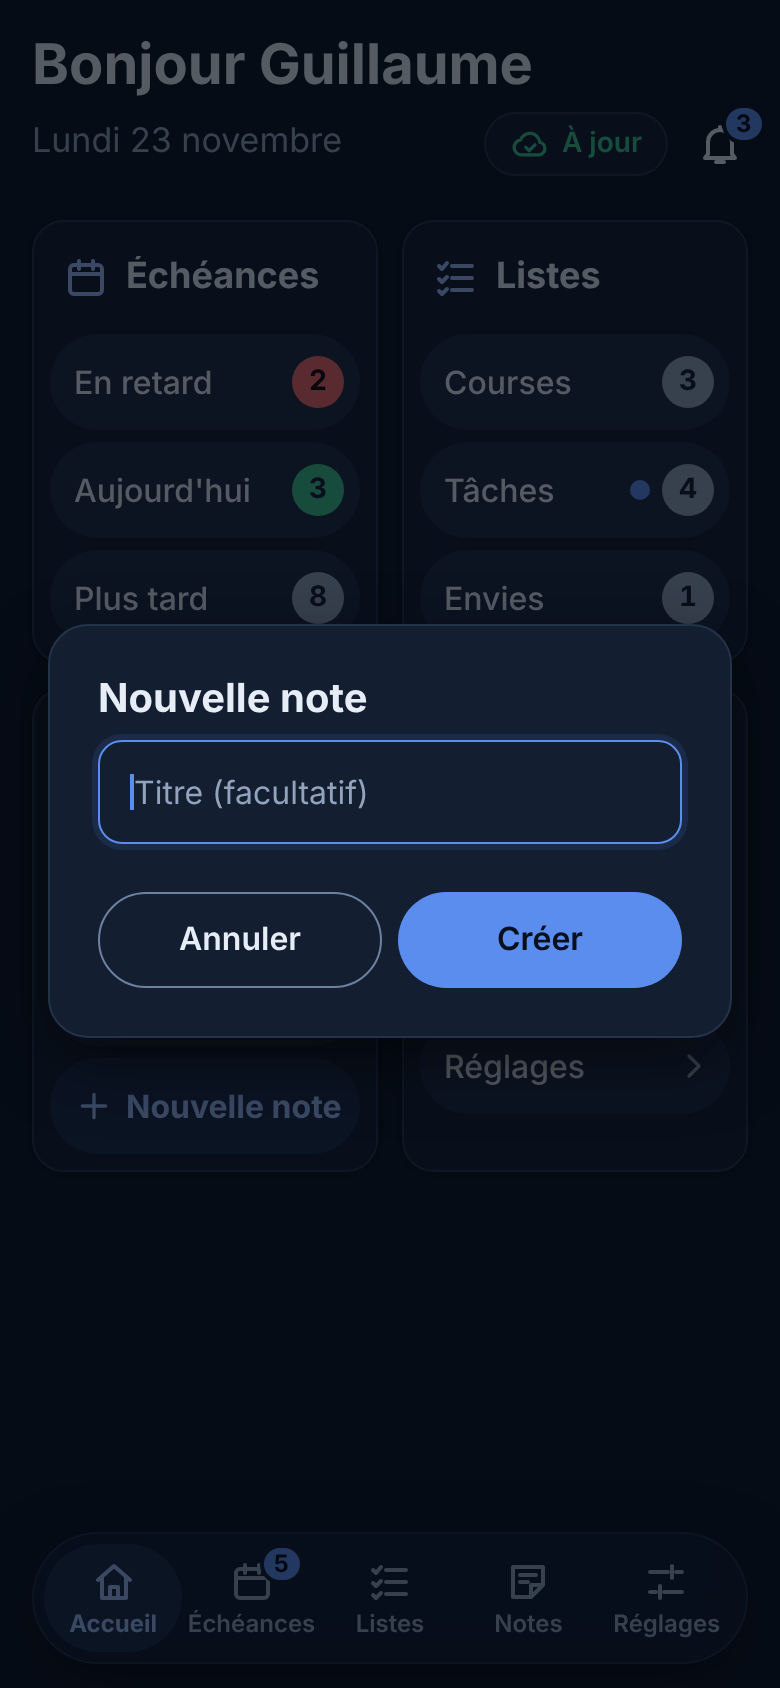 Bonjour Guillaume
Lundi 23 novembre
À jour
3
Échéances
En retard
2
Aujourd'hui
3
Plus tard
8
Listes
Courses
3
Tâches
4
Envies
1
Nouvelle note
Titre (facultatif)
Annuler
Créer
Nouvelle note
Réglages
Accueil
5
Échéances
Listes
Notes
Réglages